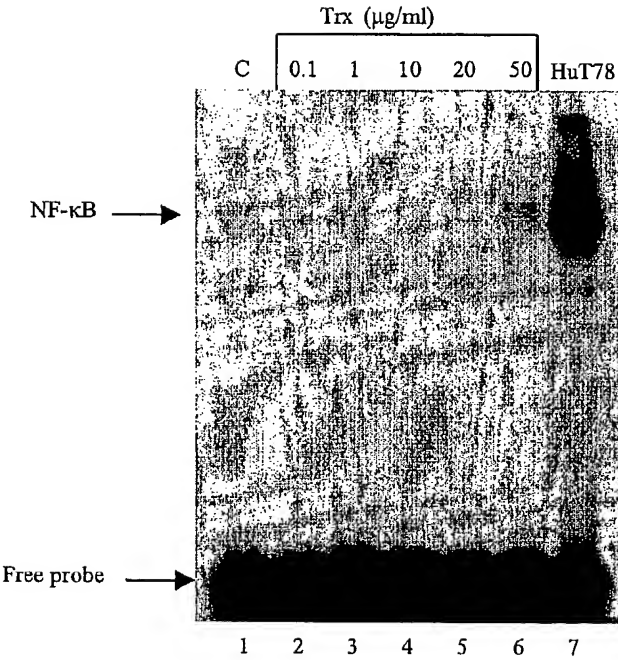 Trx (μg/ml)
C 0.1 1 10 20 50 HuT78
NF-κB
Free probe
1 2 3 4 5 6 7